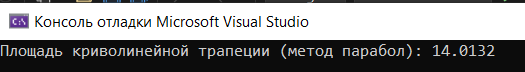 Консоль отладки Microsoft Visual Studio
Площадь криволинейной трапеции (метод парабол): 14.0132